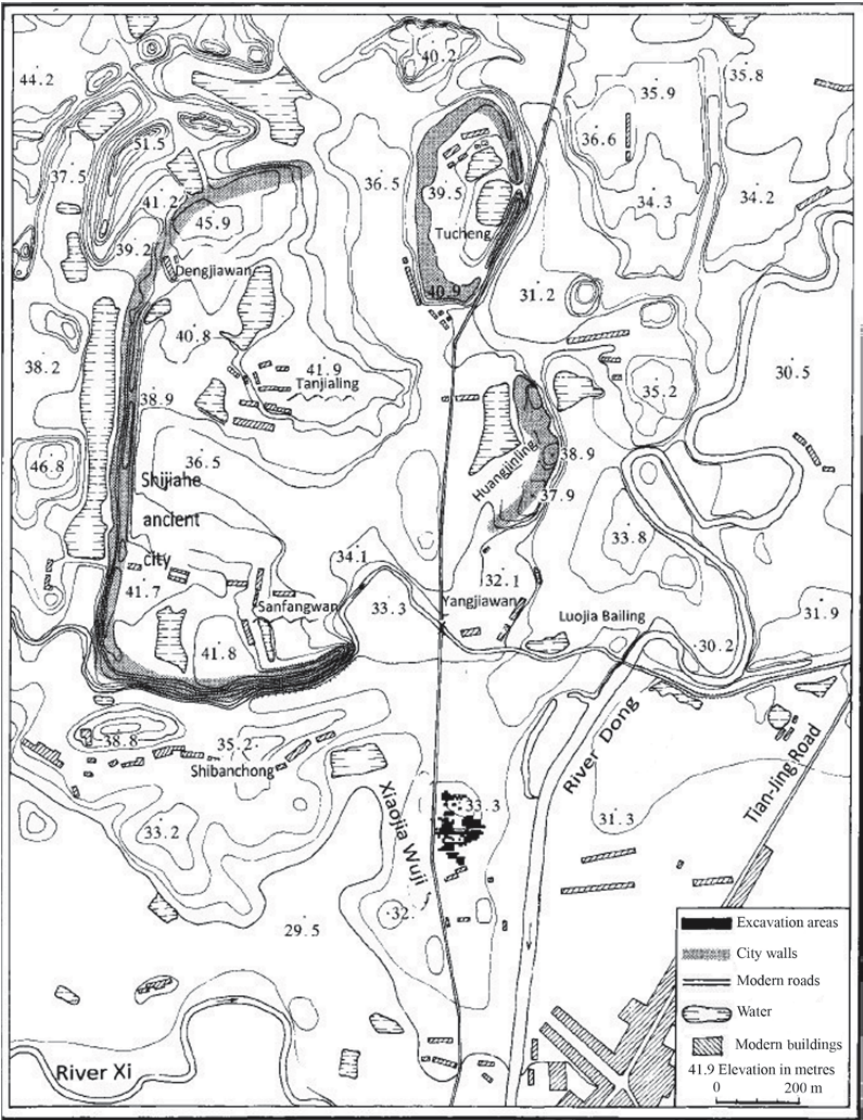 40.2
44.2
35.8
35.9
51.5
36.6
37.5
36.5
39.5
41.2
45.9
34.3
34.2
Tucheng
39.2
Dengjiawan
40.9
31.2
40.8
38.2
41.9
30.5
Tanjialing
35.2
38.9
Huangjinling
38.9
46.8
36.5
Shijiahe
ancient
city
37.9
33.8
34.1
41.7
32.1
Sanfangwan
33.3
Yangjiawan
31.9
Luojia Bailing
41.8
30.2
38.8
35.2
Shibanchong
River Dong
Tian-Jing Road
Xiaojia Wuji
33.3
33.2
31.3
32.
29.5
River Xi
Excavation areas
City walls
Modern roads
Water
Modern buildings
41.9 Elevation in metres
0 200 m